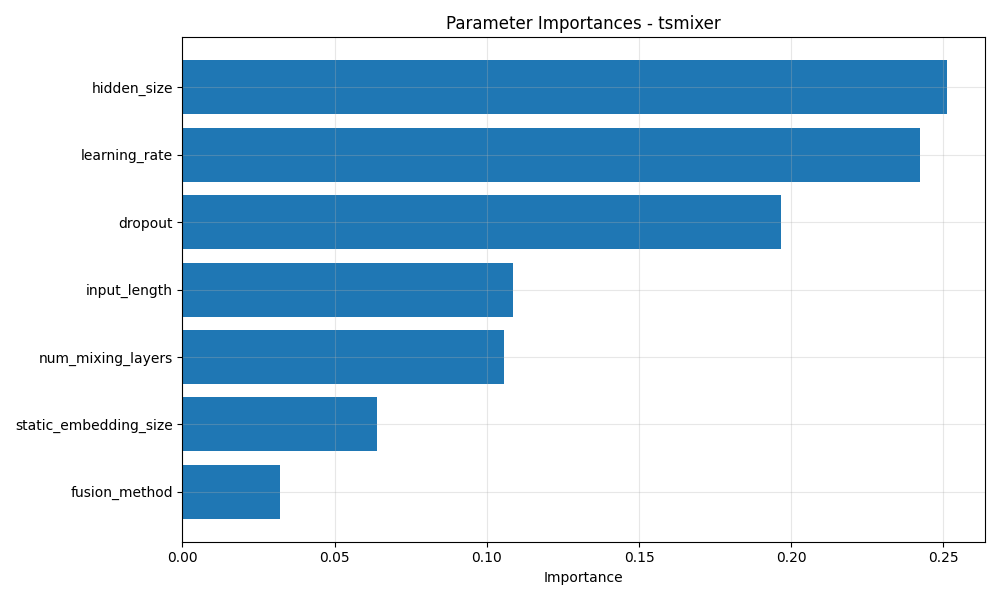 Parameter Importances - tsmixer
hidden_size
learning_rate
dropout
input_length
num_mixing_layers
static_embedding_size
fusion_method
0.00 0.05 0.10 0.15 0.20 0.25
Importance